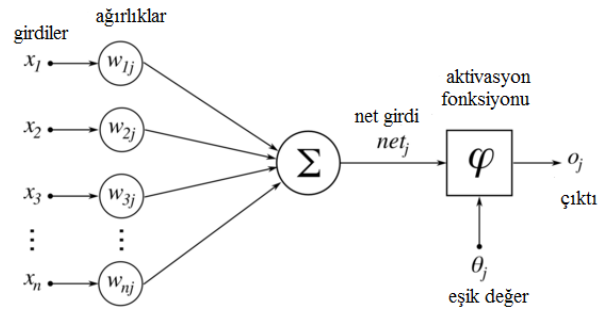 girdiler
ağırlıklar
x1
w1j
x2
w2j
x3
w3j
⋮
⋮
xn
wnj
Σ
net girdi
netj
aktivasyon
fonksiyonu
φ
oj
çıktı
θj
eşik değer